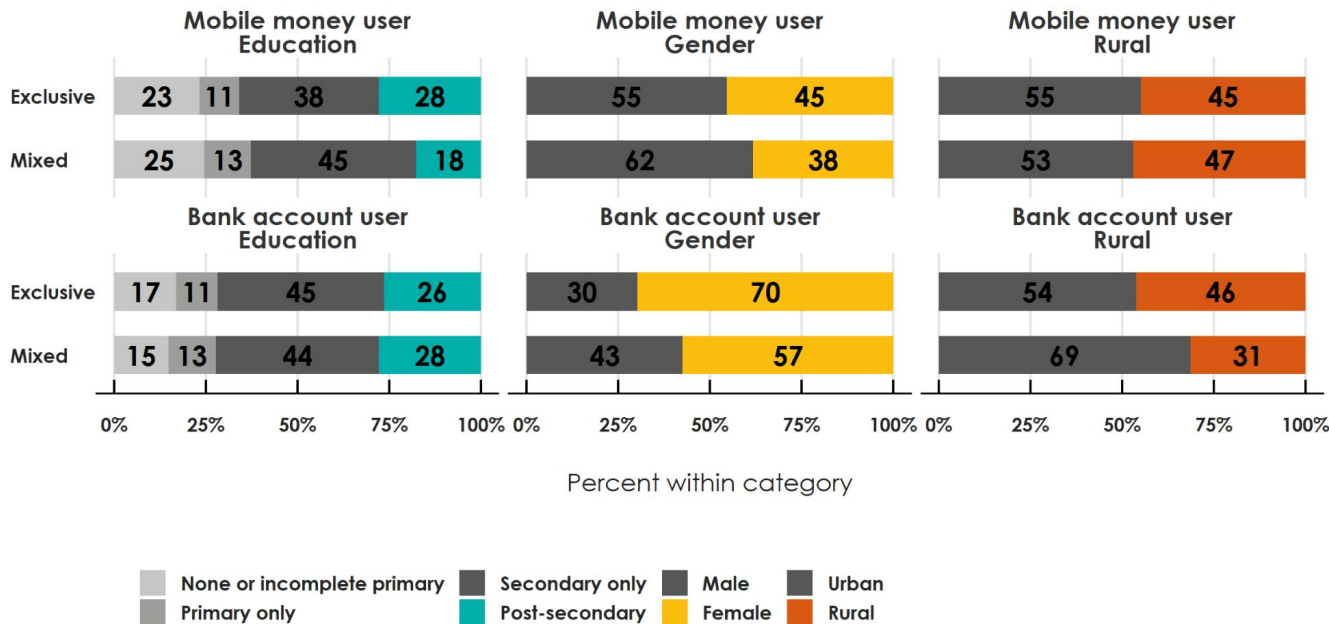 Mobile money user Mobile money user Mobile money user
Education Gender Rural
Exclusive 23 11 38 28 55 45 55 45
Mixed 25 13 45 18 62 38 53 47
Bank account user Bank account user Bank account user
Education Gender Rural
Exclusive 17 11 45 26 30 70 54 46
Mixed 15 13 44 28 43 57 69 31
0% 25% 50% 75% 100% 0% 25% 50% 75% 100% 0% 25% 50% 75% 100%
Percent within category
None or incomplete primary Secondary only Male Urban
Primary only Post-secondary Female Rural